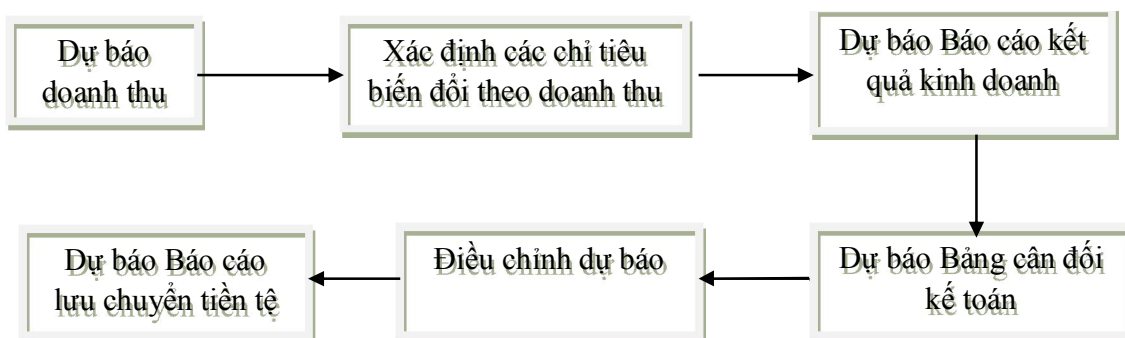 Dự báo
doanh thu
Xác định các chỉ tiêu
biến đổi theo doanh thu
Dự báo Báo cáo kết
quả kinh doanh
Dự báo Bảng cân đối
kế toán
Điều chỉnh dự báo
Dự báo Báo cáo
lưu chuyển tiền tệ